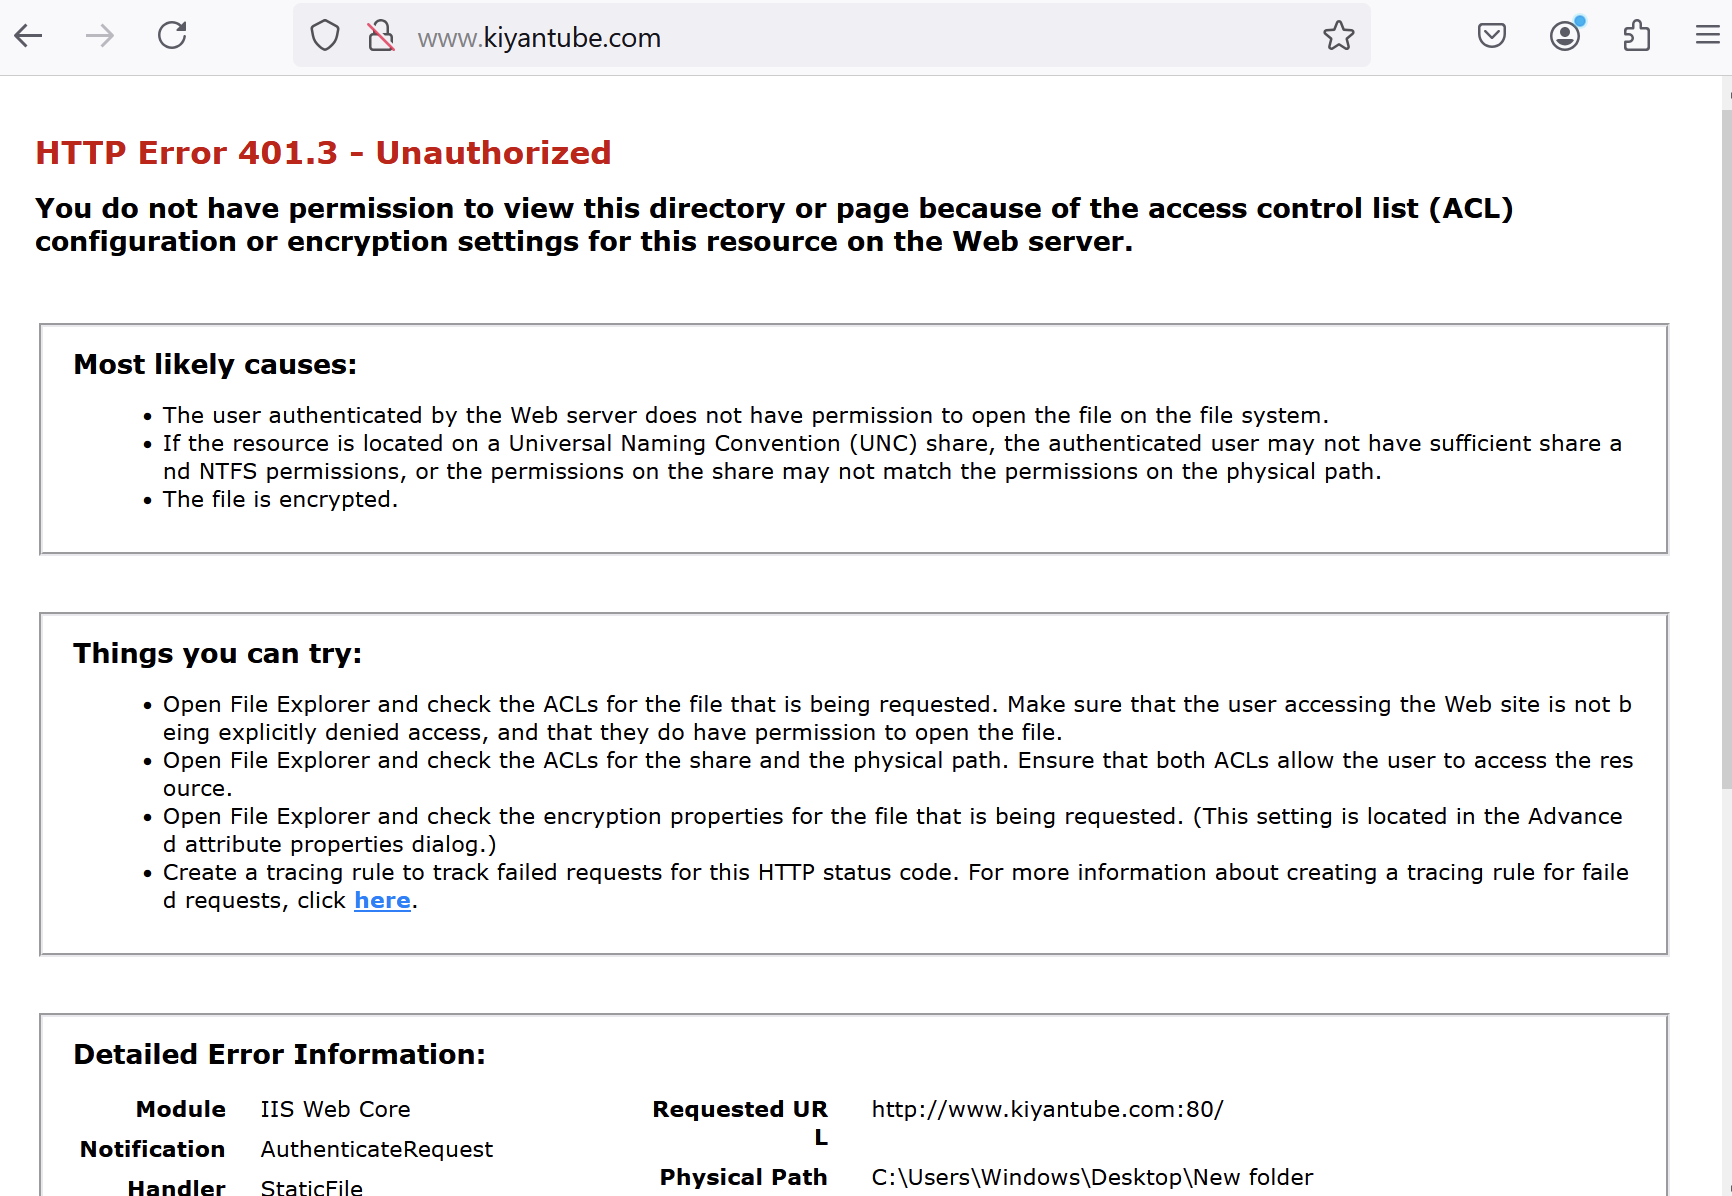 www.kiyantube.com
HTTP Error 401.3 - Unauthorized
You do not have permission to view this directory or page because of the access control list (ACL)
configuration or encryption settings for this resource on the Web server.
Most likely causes:
• The user authenticated by the Web server does not have permission to open the file on the file system.
• If the resource is located on a Universal Naming Convention (UNC) share, the authenticated user may not have sufficient share a
nd NTFS permissions, or the permissions on the share may not match the permissions on the physical path.
• The file is encrypted.
Things you can try:
• Open File Explorer and check the ACLs for the file that is being requested. Make sure that the user accessing the Web site is not b
eing explicitly denied access, and that they do have permission to open the file.
• Open File Explorer and check the ACLs for the share and the physical path. Ensure that both ACLs allow the user to access the res
ource.
• Open File Explorer and check the encryption properties for the file that is being requested. (This setting is located in the Advance
d attribute properties dialog.)
• Create a tracing rule to track failed requests for this HTTP status code. For more information about creating a tracing rule for faile
d requests, click here.
Detailed Error Information:
Module IIS Web Core
Notification AuthenticateRequest
Handler StaticFile
Requested UR
L http://www.kiyantube.com:80/
Physical Path C:\Users\Windows\Desktop\New folder